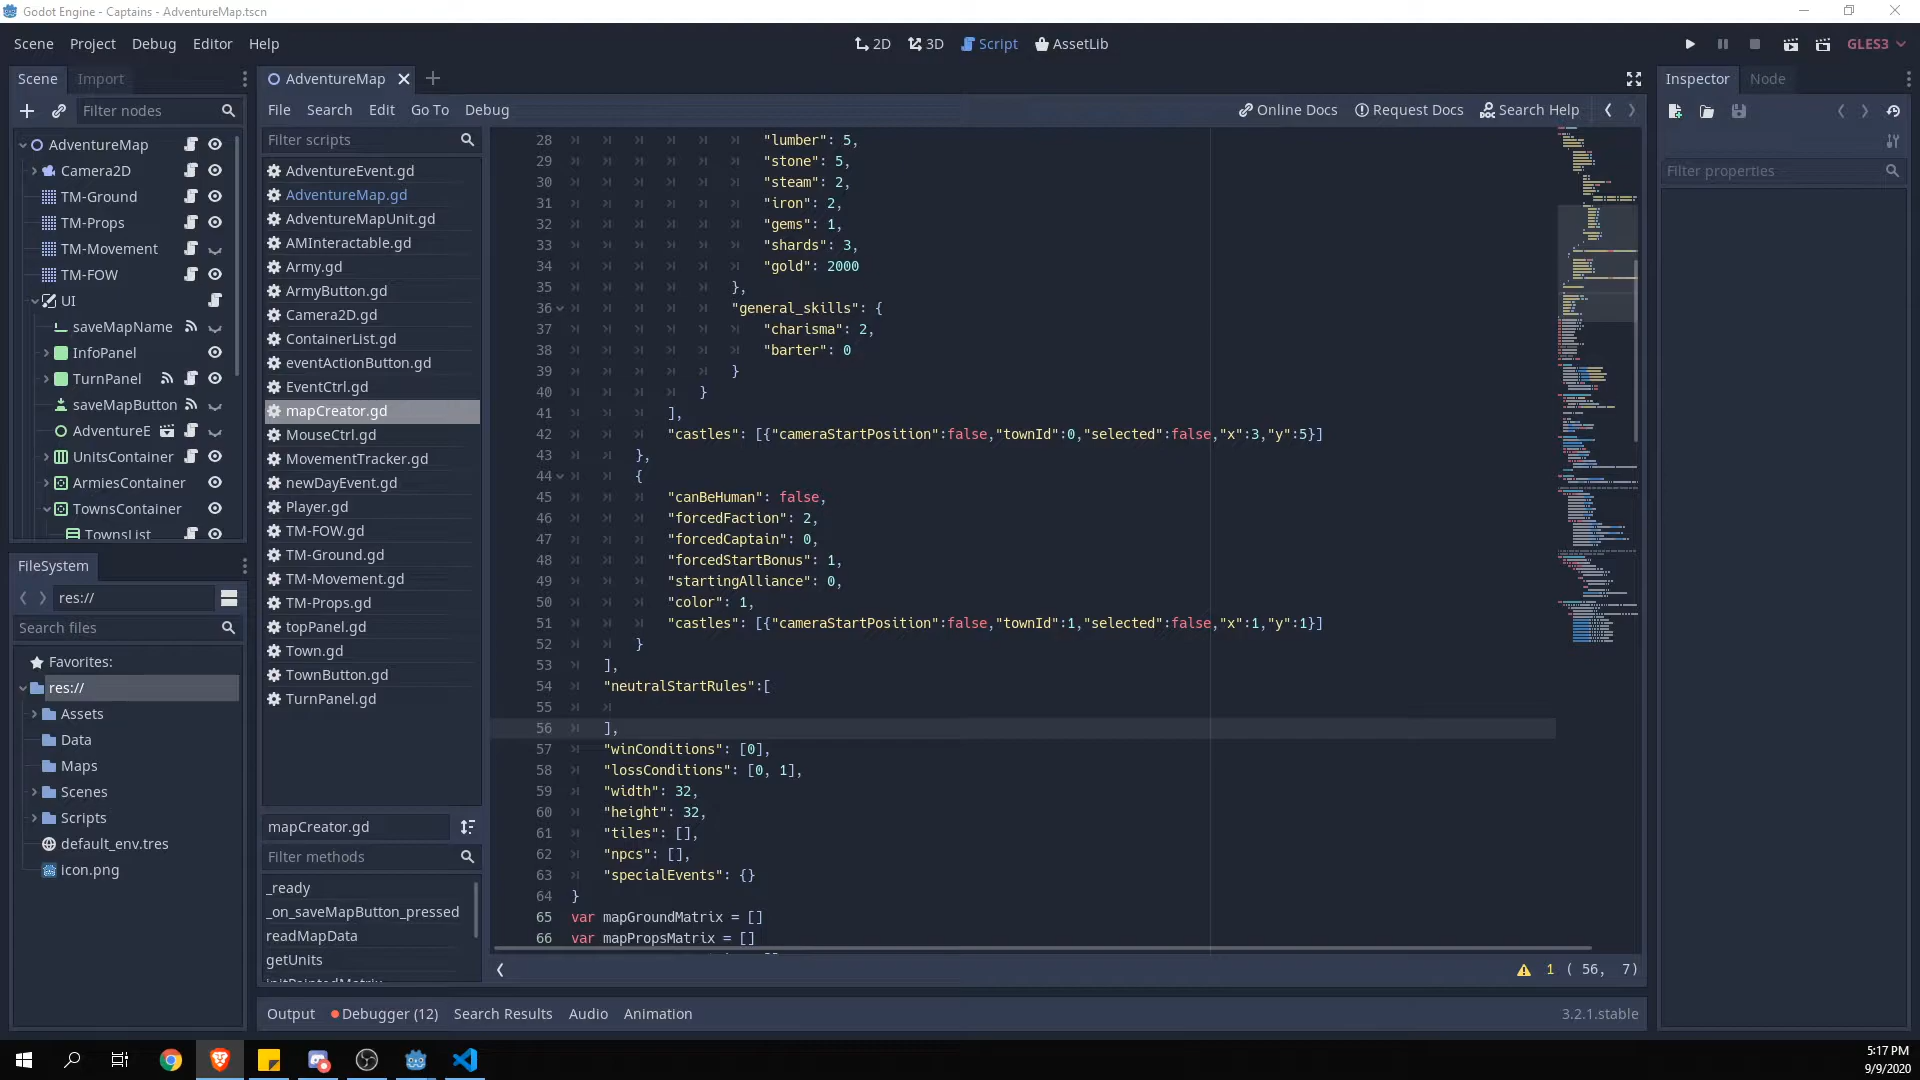 Godot Engine - Captains - AdventureMap.tscn
Scene Project Debug Editor Help
2D 3D Script AssetLib
GLES3
Scene Import
Filter nodes
AdventureMap
Camera2D
TM-Ground
TM-Props
TM-Movement
TM-FOW
UI
saveMapName
InfoPanel
TurnPanel
saveMapButton
AdventureE
UnitsContainer
ArmiesContainer
TownsContainer
TownsList
FileSystem
res://
Search files
Favorites:
res://
Assets
Data
Maps
Scenes
Scripts
default_env.tres
icon.png
AdventureMap
File Search Edit Go To Debug
Online Docs Request Docs Search Help
Filter scripts
AdventureEvent.gd
AdventureMap.gd
AdventureMapUnit.gd
AMInteractable.gd
Army.gd
ArmyButton.gd
Camera2D.gd
ContainerList.gd
eventActionButton.gd
EventCtrl.gd
mapCreator.gd
MouseCtrl.gd
MovementTracker.gd
newDayEvent.gd
Player.gd
TM-FOW.gd
TM-Ground.gd
TM-Movement.gd
TM-Props.gd
topPanel.gd
Town.gd
TownButton.gd
TurnPanel.gd
mapCreator.gd
Filter methods
_ready
_on_saveMapButton_pressed
readMapData
getUnits
28 "lumber": 5,
29 "stone": 5,
30 "steam": 2,
31 "iron": 2,
32 "gems": 1,
33 "shards": 3,
34 "gold": 2000
35 },
36 "general_skills": {
37 "charisma": 2,
38 "barter": 0
39 }
40 }
41 ],
42 "castles": [{"cameraStartPosition":false,"townId":0,"selected":false,"x":3,"y":5}]
43 },
44 {
45 "canBeHuman": false,
46 "forcedFaction": 2,
47 "forcedCaptain": 0,
48 "forcedStartBonus": 1,
49 "startingAlliance": 0,
50 "color": 1,
51 "castles": [{"cameraStartPosition":false,"townId":1,"selected":false,"x":1,"y":1}]
52 }
53 ],
54 "neutralStartRules":[
55
56 ],
57 "winConditions": [0],
58 "lossConditions": [0, 1],
59 "width": 32,
60 "height": 32,
61 "tiles": [],
62 "npcs": [],
63 "specialEvents": {}
64 }
65 var mapGroundMatrix = []
66 var mapPropsMatrix = []
1 ( 56, 7)
Output Debugger (12) Search Results Audio Animation
3.2.1.stable
Inspector Node
Filter properties
5:17 PM
9/9/2020